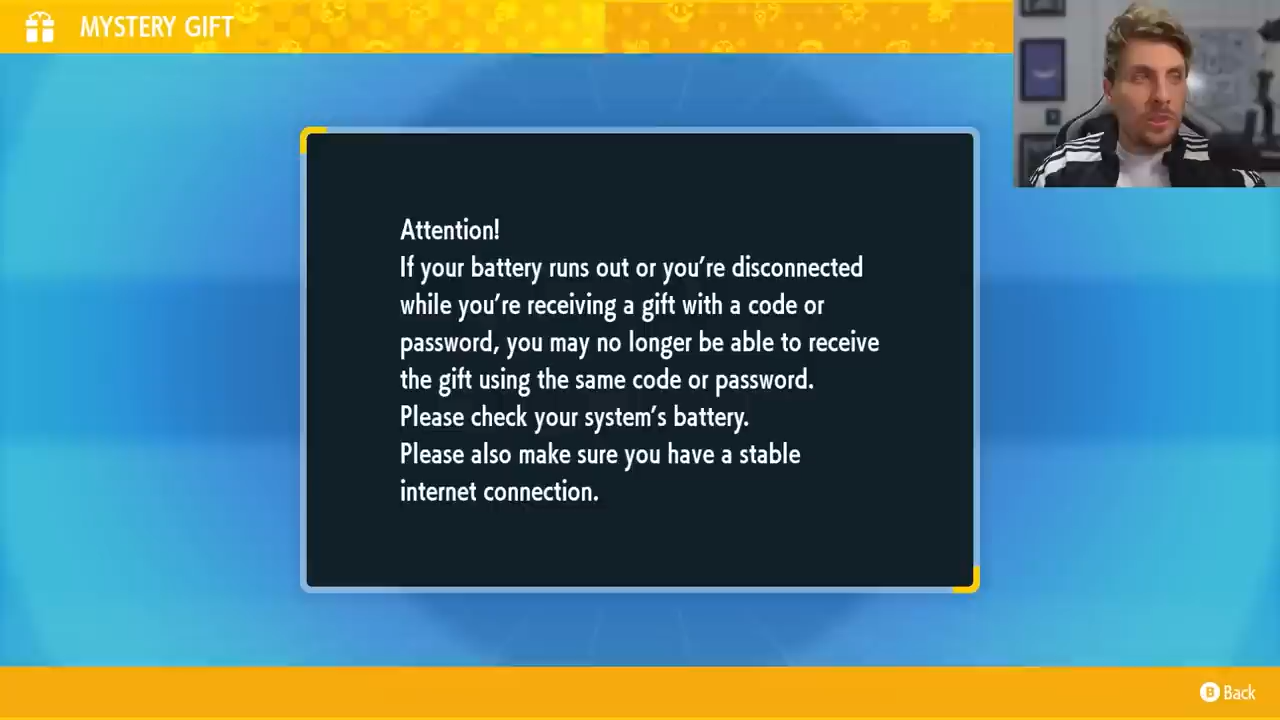 MYSTERY GIFT
Attention!
If your battery runs out or you're disconnected
while you're receiving a gift with a code or
password, you may no longer be able to receive
the gift using the same code or password.
Please check your system's battery.
Please also make sure you have a stable
internet connection.
B Back